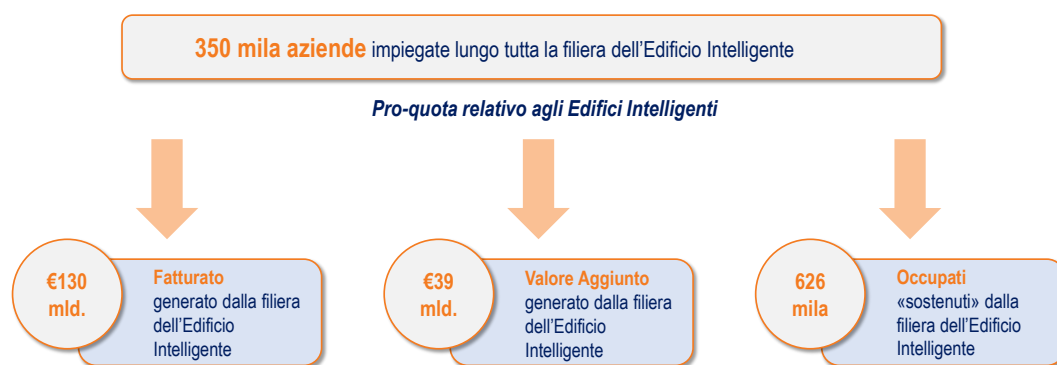 350 mila aziende impiegate lungo tutta la filiera dell'Edificio Intelligente
Pro-quota relativo agli Edifici Intelligenti
€130
mld.
Fatturato
generato dalla filiera
dell'Edificio
Intelligente
€39
mld.
Valore Aggiunto
generato dalla filiera
dell'Edificio
Intelligente
626
mila
Occupati
«sostenuti» dalla
filiera dell'Edificio
Intelligente